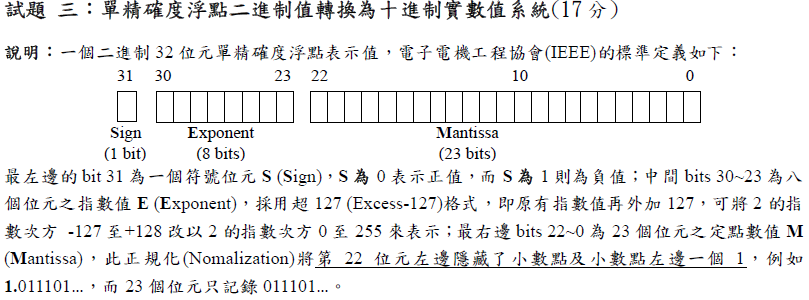 試題 三：單精確度浮點二進制值轉換為十進制實數值系統(17 分)
說明：一個二進制 32 位元單精確度浮點表示值，電子電機工程協會(IEEE)的標準定義如下：
31 30 23 22 10 0
Sign Exponent Mantissa
(1 bit) (8 bits) (23 bits)
最左邊的 bit 31 為一個符號位元 S (Sign)，S 為 0 表示正值，而 S 為 1 則為負值；中間 bits 30~23 為八
個位元之指數值 E (Exponent)，採用超 127 (Excess-127)格式，即原有指數值再外加 127，可將 2 的指
數次方 -127 至+128 改以 2 的指數次方 0 至 255 來表示；最右邊 bits 22~0 為 23 個位元之定點數值 M
(Mantissa)，此正規化(Nomalization)將第 22 位元左邊隱藏了小數點及小數點左邊一個 1，例如
1.011101...，而 23 個位元只記錄 011101...。